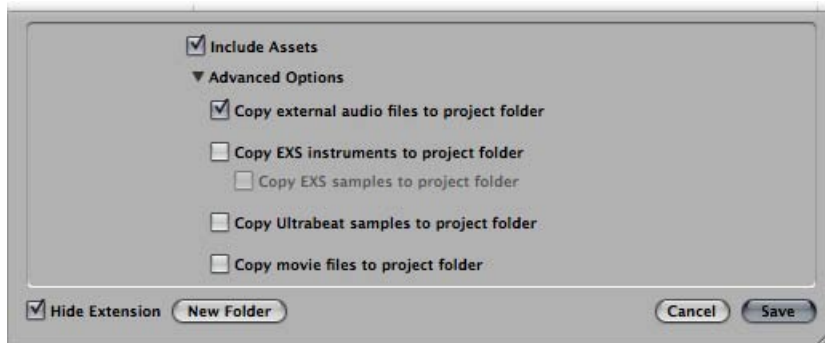 Include Assets
Advanced Options
Copy external audio files to project folder
Copy EXS instruments to project folder
Copy EXS samples to project folder
Copy Ultrabeat samples to project folder
Copy movie files to project folder
Hide Extension New Folder Cancel Save